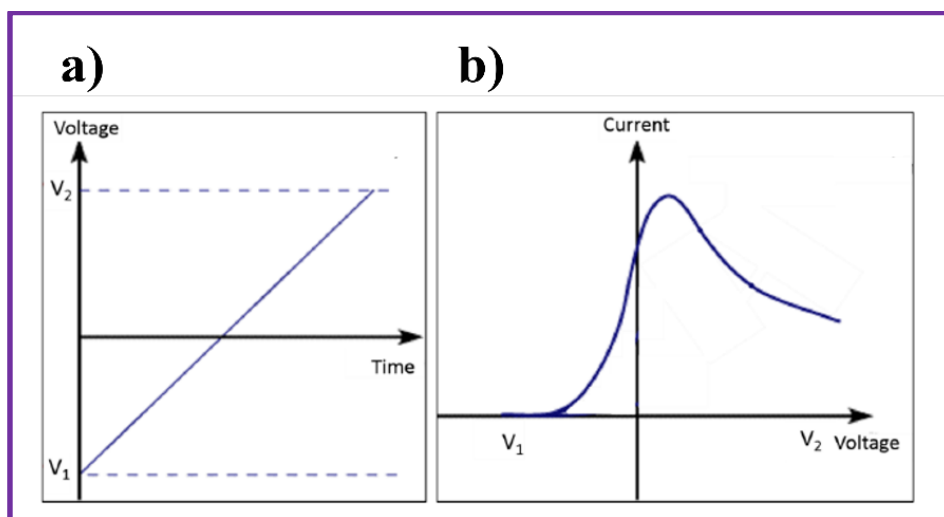 a)
b)
Voltage
V₂
Time
V₁
Current
V₁
V₂ Voltage